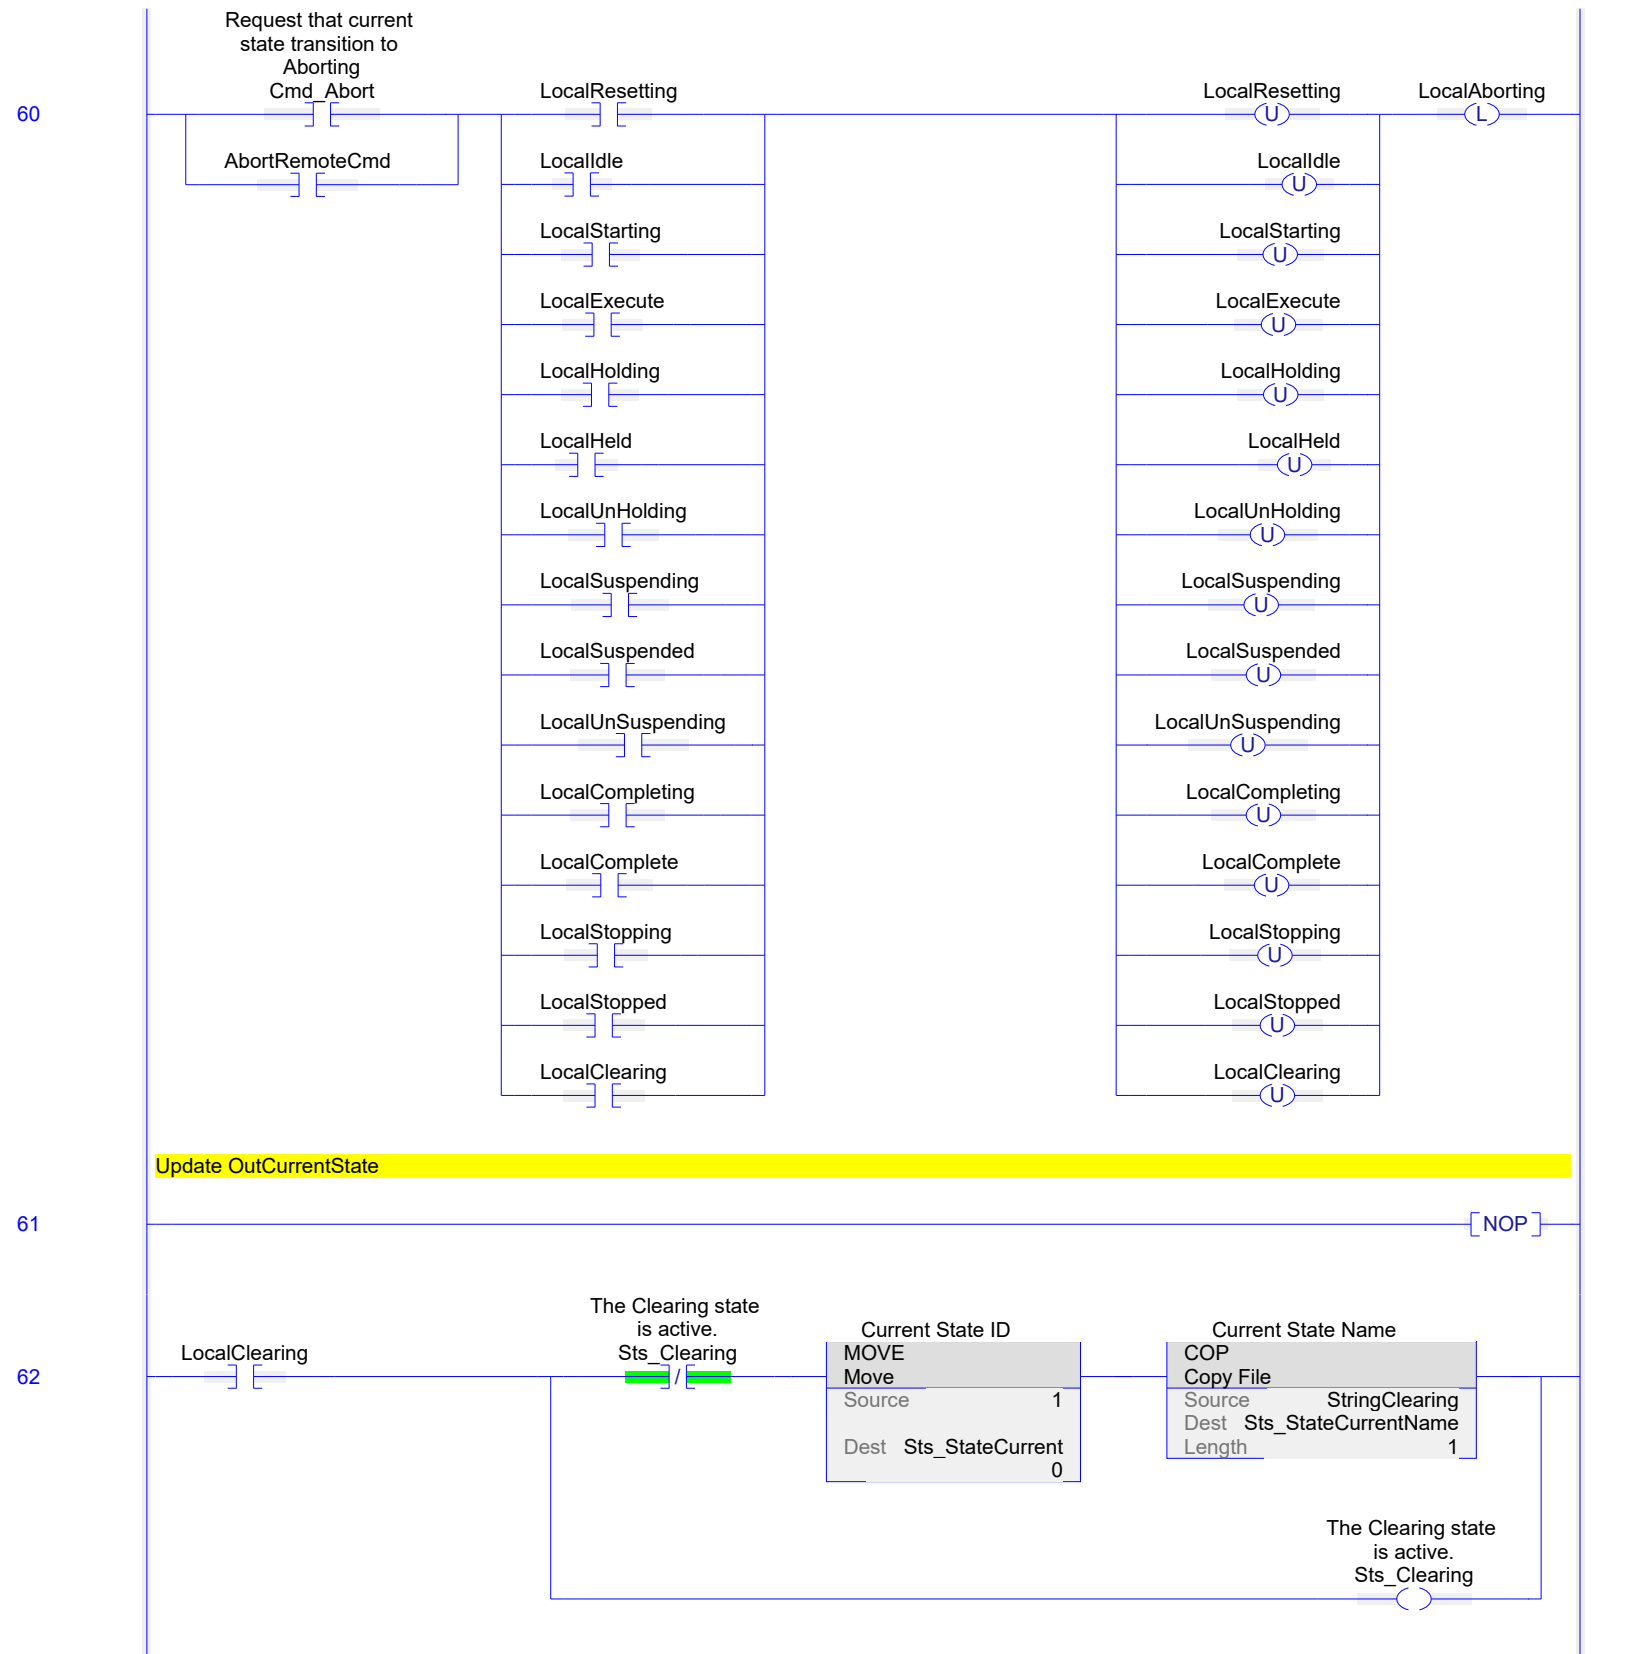 Request that current
state transition to
Aborting
Cmd_Abort
LocalResetting
LocalResetting
LocalAborting
60
U
L
AbortRemoteCmd
LocalIdle
LocalIdle
U
LocalStarting
LocalStarting
U
LocalExecute
LocalExecute
U
LocalHolding
LocalHolding
U
LocalHeld
LocalHeld
U
LocalUnHolding
LocalUnHolding
U
LocalSuspending
LocalSuspending
U
LocalSuspended
LocalSuspended
U
LocalUnSuspending
LocalUnSuspending
U
LocalCompleting
LocalCompleting
U
LocalComplete
LocalComplete
U
LocalStopping
LocalStopping
U
LocalStopped
LocalStopped
U
LocalClearing
LocalClearing
U
Update OutCurrentState
61
NOP
62
LocalClearing
The Clearing state
is active.
Sts_Clearing
/
Current State ID
MOVE
Move
Source 1
Dest Sts_StateCurrent
0
Current State Name
COP
Copy File
Source StringClearing
Dest Sts_StateCurrentName
Length 1
The Clearing state
is active.
Sts_Clearing